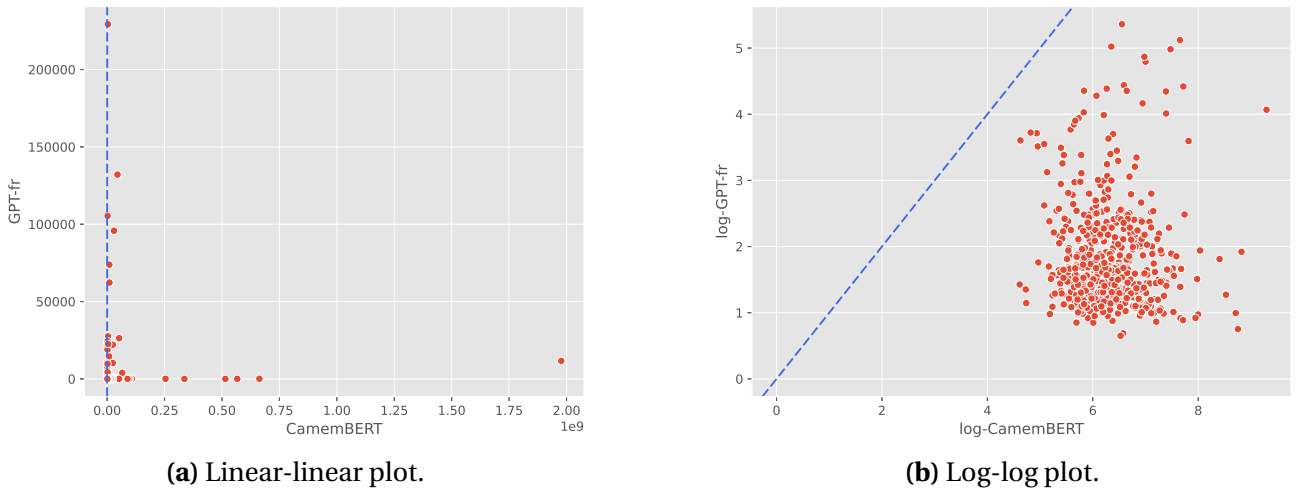 200000
150000
100000
50000
0
GPT-fr
0.00 0.25 0.50 0.75 1.00 1.25 1.50 1.75 2.00
1e9
CamemBERT
(a) Linear-linear plot.
5
4
3
2
1
0
log-GPT-fr
0 2 4 6 8
log-CamemBERT
(b) Log-log plot.